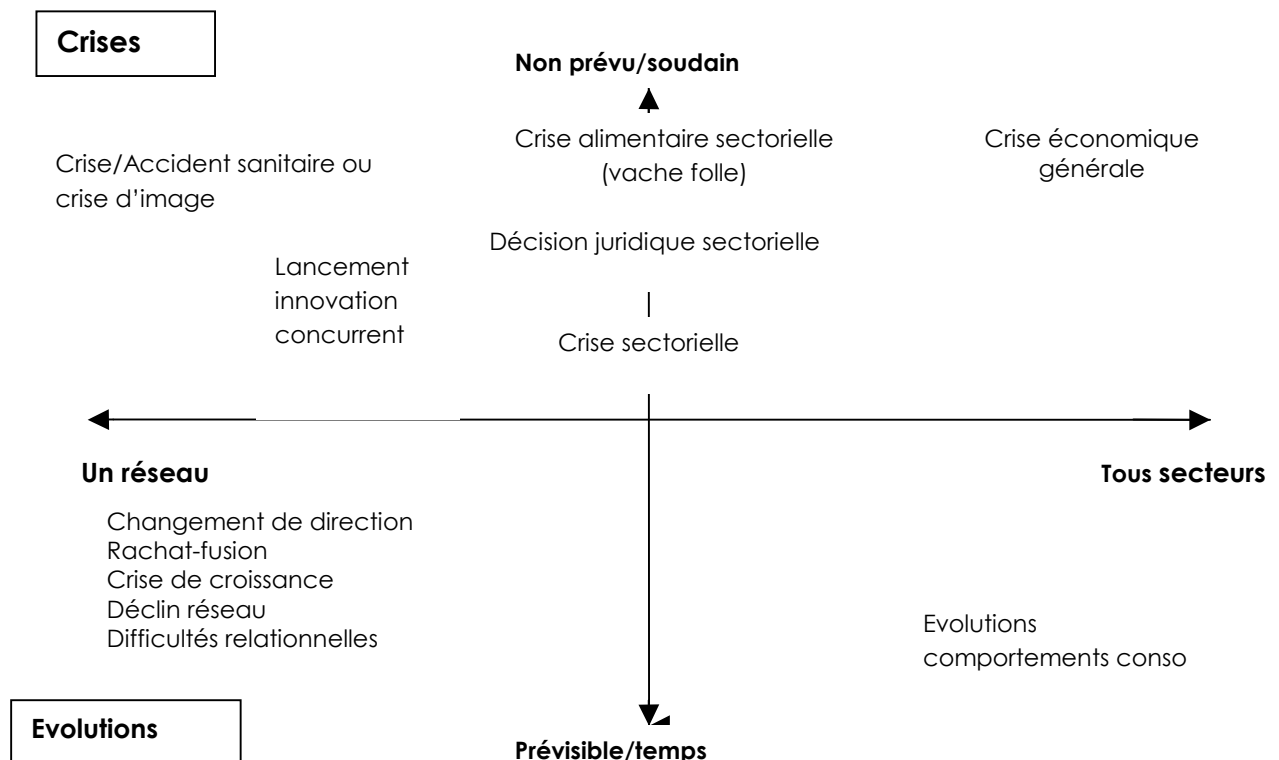 Crises
Non prévu/soudain
Crise/Accident sanitaire ou
crise d'image
Crise alimentaire sectorielle
(vache folle)
Crise économique
générale
Décision juridique sectorielle
Lancement
innovation
concurrent
Crise sectorielle
Un réseau
Tous secteurs
Changement de direction
Rachat-fusion
Crise de croissance
Déclin réseau
Difficultés relationnelles
Evolutions
comportements conso
Evolutions
Prévisible/temps